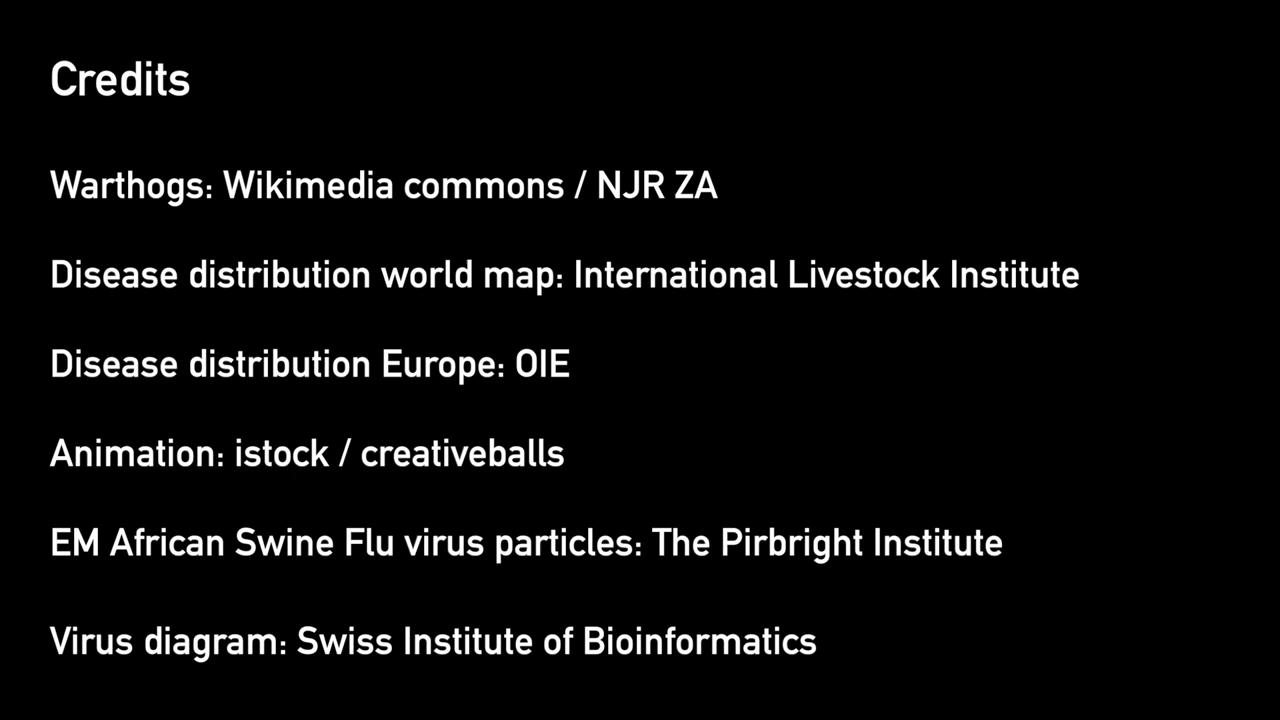 Credits
Warthogs: Wikimedia commons / NJR ZA
Disease distribution world map: International Livestock Institute
Disease distribution Europe: OIE
Animation: istock / creativeballs
EM African Swine Flu virus particles: The Pirbright Institute
Virus diagram: Swiss Institute of Bioinformatics